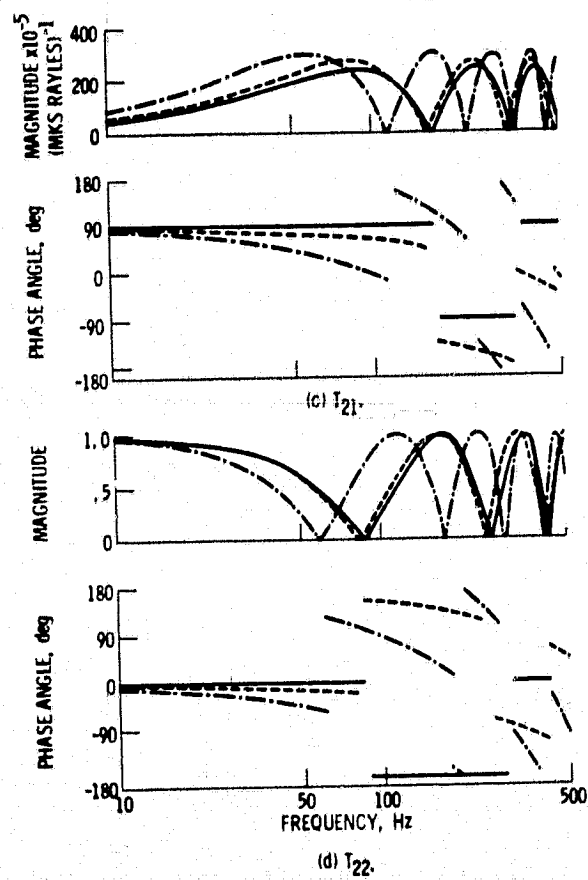 MAGNITUDE x10-5
(MKS RAYLES)-1
400
200
0
PHASE ANGLE, deg
180
90
0
-90
-180
(c) T21.
MAGNITUDE
1.0
.5
0
PHASE ANGLE, deg
180
90
0
-90
-180
10
50
100
500
FREQUENCY, Hz
(d) T22.